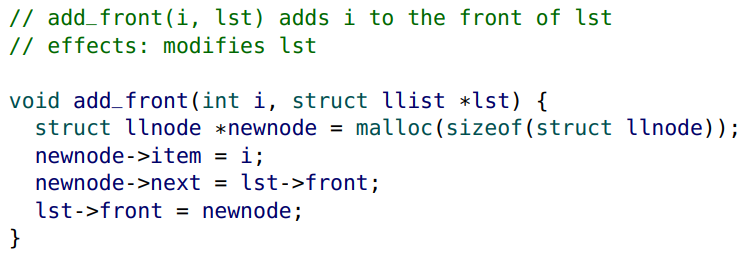 // add_front(i, lst) adds i to the front of lst
// effects: modifies lst
void add_front(int i, struct llist *lst) {
struct llnode *newnode = malloc(sizeof(struct llnode));
newnode->item = i;
newnode->next = lst->front;
lst->front = newnode;
}